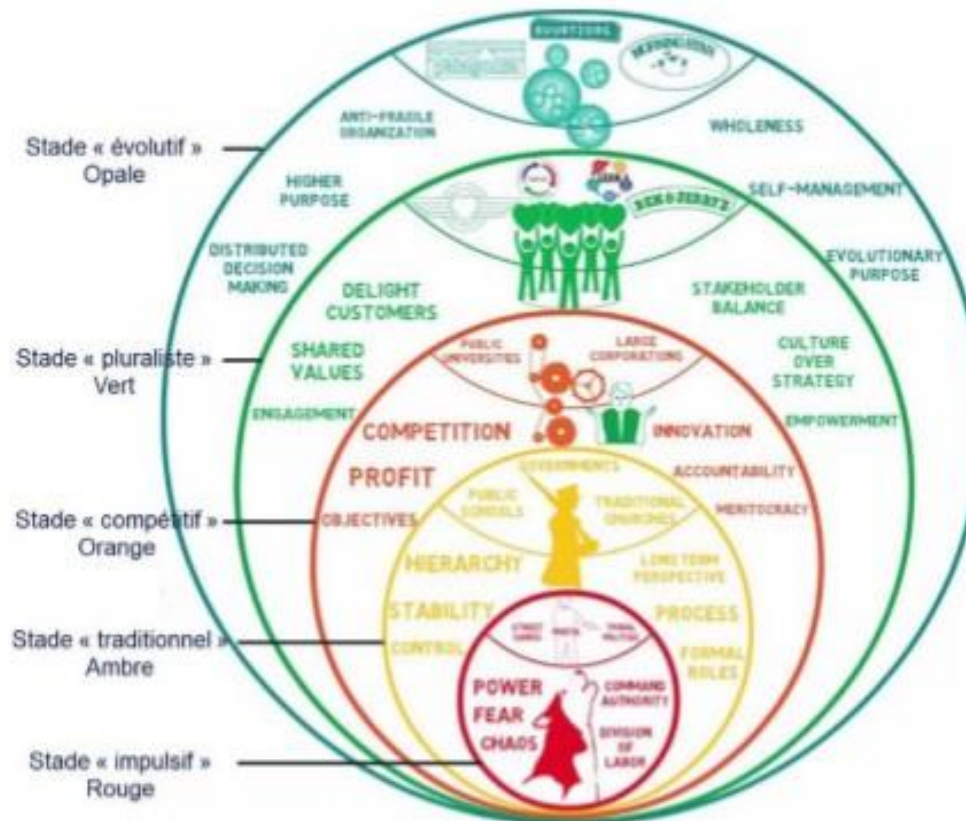 BUURTZORG
MORNING STAR
ANTI-FRAGILE
ORGANIZATION
WHOLENESS
Stade « évolutif »
Opale
HIGHER
PURPOSE
SELF-MANAGEMENT
DISTRIBUTED
DECISION
MAKING
EVOLUTIONARY
PURPOSE
BEN & JERRY'S
DELIGHT
CUSTOMERS
STAKEHOLDER
BALANCE
Stade « pluraliste »
Vert
SHARED
VALUES
CULTURE
OVER
STRATEGY
ENGAGEMENT
EMPOWERMENT
PUBLIC
UNIVERSITIES
LARGE
CORPORATIONS
COMPETITION
INNOVATION
PROFIT
ACCOUNTABILITY
Stade « compétitif »
Orange
OBJECTIVES
MERITOCRACY
GOVERNMENTS
PUBLIC
SCHOOLS
TRADITIONAL
CHURCHES
HIERARCHY
LONG TERM
PERSPECTIVE
STABILITY
PROCESS
Stade « traditionnel »
Ambre
CONTROL
FORMAL
ROLES
STREET
GANGS
MAFIA
TRIBAL
MILITIAS
POWER
FEAR
CHAOS
COMMAND
AUTHORITY
DIVISION
OF
LABOR
Stade « impulsif »
Rouge